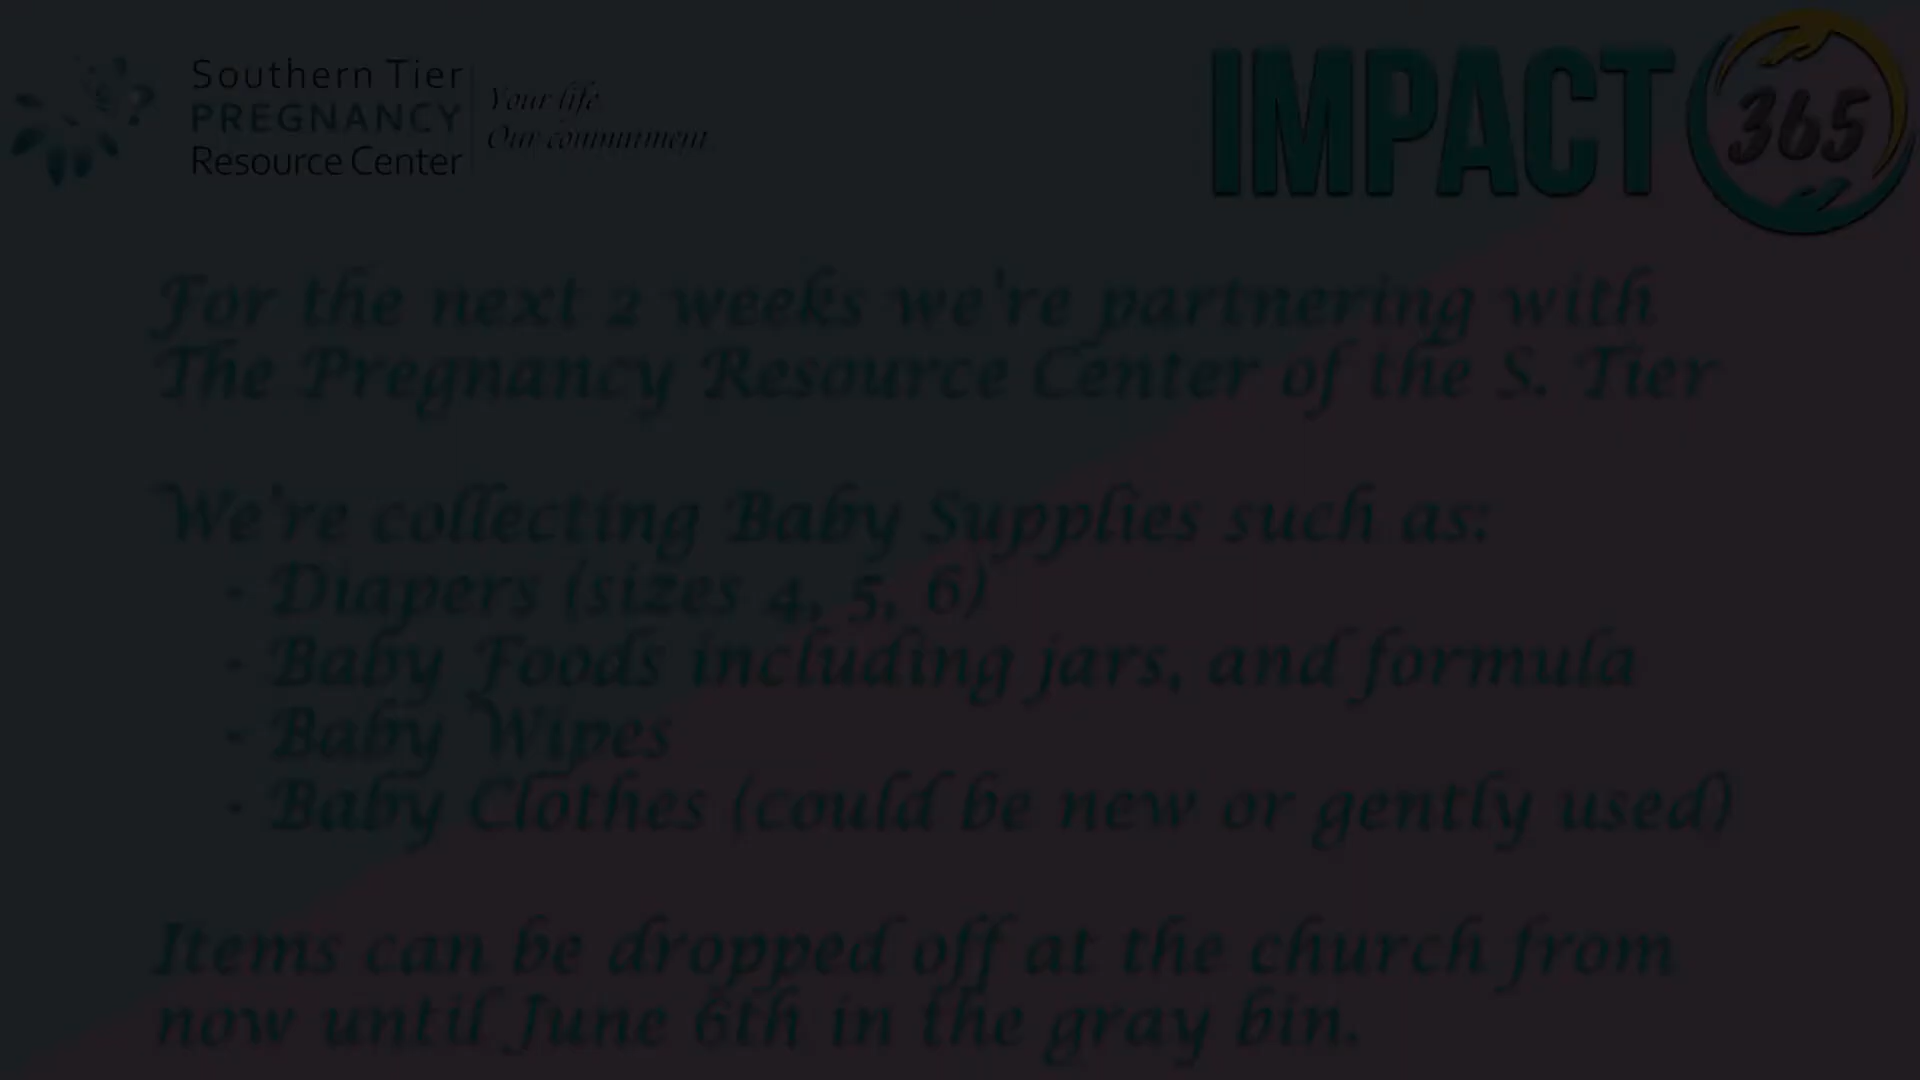 Southern Tier
PREGNANCY
Resource Center
Your life
Our commitment
IMPACT
365
For the next 2 weeks we're partnering with
The Pregnancy Resource Center of the S. Tier
We're collecting Baby Supplies such as:
- Diapers (sizes 4, 5, 6)
- Baby Foods including jars, and formula
- Baby Wipes
- Baby Clothes (could be new or gently used)
Items can be dropped off at the church from
now until June 6th in the gray bin.